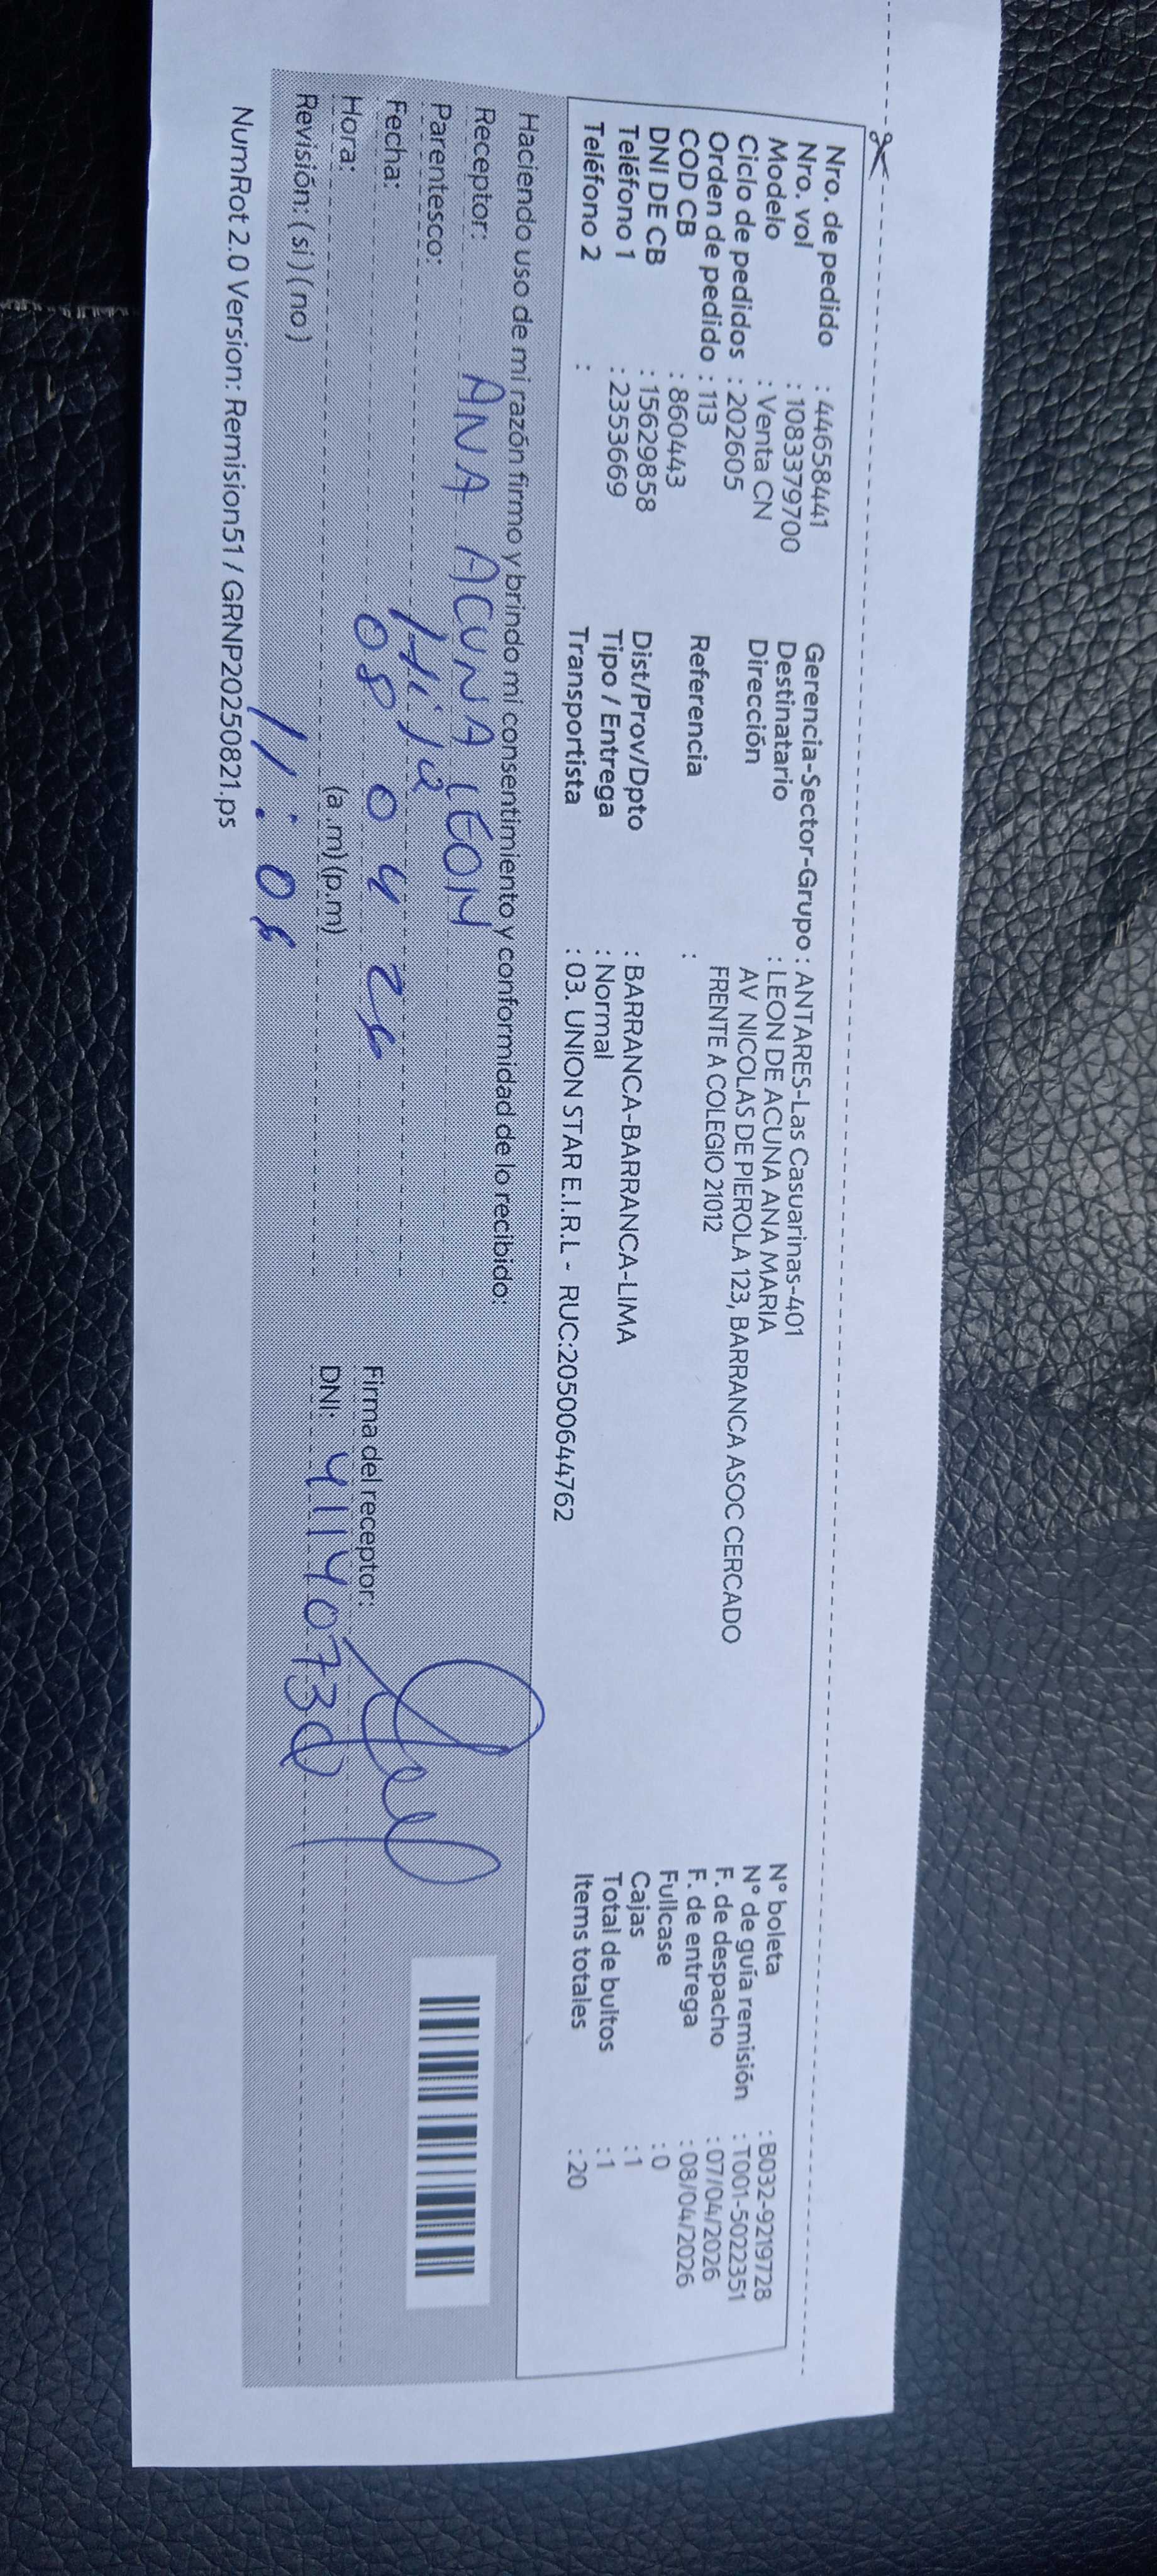 Nro. de pedido : 44658441
Nro. vol : 1083379700
Modelo : Venta CN
Ciclo de pedidos : 202605
Orden de pedido : 113
COD CB : 860443
DNI DE CB : 15629858
Teléfono 1 : 2353669
Teléfono 2 :
Gerencia-Sector-Grupo : ANTARES-Las Casuarinas-401
Destinatario : LEON DE ACUNA ANA MARIA
Dirección AV NICOLAS DE PIEROLA 123, BARRANCA ASOC CERCADO
FRENTE A COLEGIO 21012
Referencia :
Dist/Prov/Dpto : BARRANCA-BARRANCA-LIMA
Tipo / Entrega : Normal
Transportista : 03. UNION STAR E.I.R.L - RUC:20500644762
N° boleta : B032-9219728
N° de guía remisión : T001-5022351
F. de despacho : 07/04/2026
F. de entrega : 08/04/2026
Fullcase : 0
Cajas : 1
Total de bultos : 1
Items totales : 20
Haciendo uso de mi razón firmo y brindo mi consentimiento y conformidad de lo recibido:
Receptor: ANA ACUNA LEON
Parentesco: Hija
Fecha: 08 04 26
Hora: 11:06 (a .m) (p.m)
Revisión: ( si ) ( no )
Firma del receptor:
DNI: 41140730
NumRot 2.0 Version: Remision51 / GRNP20250821.ps